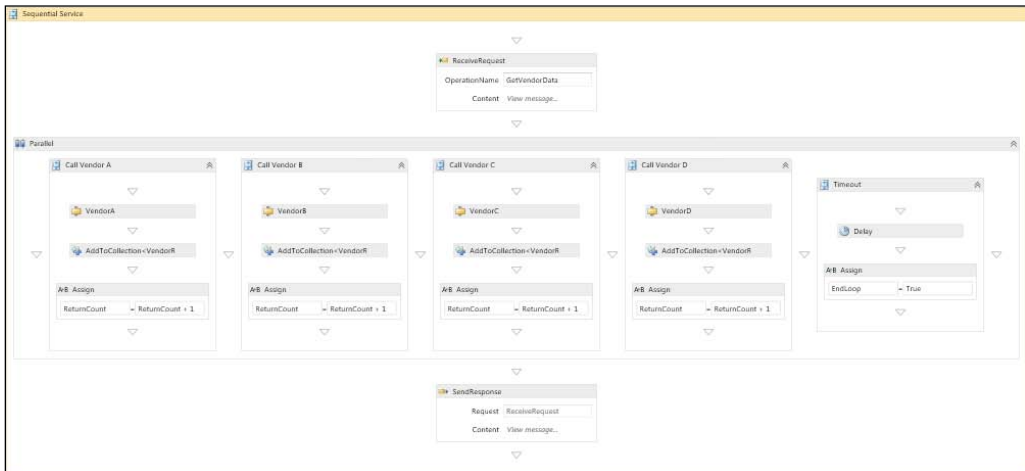 Sequential Service
ReceiveRequest
OperationName GetVendorData
Content View message...
Parallel
Call Vendor A
VendorA
AddToCollection<VendorR
A+B Assign
ReturnCount = ReturnCount + 1
Call Vendor B
VendorB
AddToCollection<VendorR
A+B Assign
ReturnCount = ReturnCount + 1
Call Vendor C
VendorC
AddToCollection<VendorR
A+B Assign
ReturnCount = ReturnCount + 1
Call Vendor D
VendorD
AddToCollection<VendorR
A+B Assign
ReturnCount = ReturnCount + 1
Timeout
Delay
A+B Assign
EndLoop = True
SendResponse
Request ReceiveRequest
Content View message...